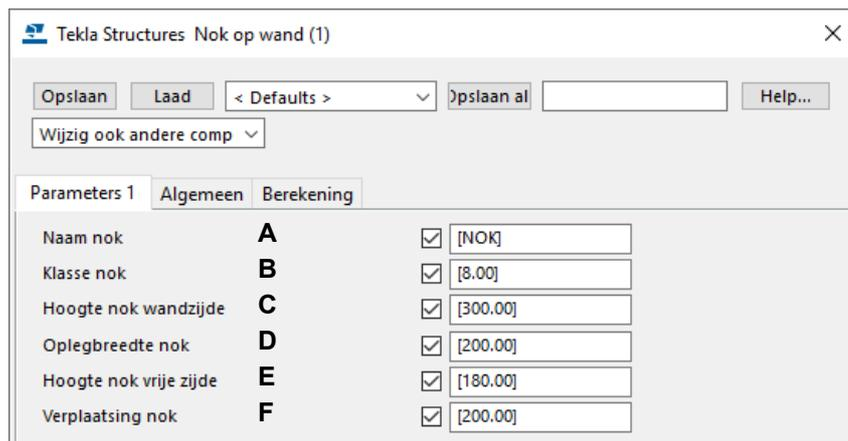 Tekla Structures Nok op wand (1)
Opslaan Laad < Defaults > Opslaan al Help...
Wijzig ook andere comp
Parameters 1 Algemeen Berekening
Naam nok A [NOK]
Klasse nok B [8.00]
Hoogte nok wandzijde C [300.00]
Oplegbreedte nok D [200.00]
Hoogte nok vrije zijde E [180.00]
Verplaatsing nok F [200.00]